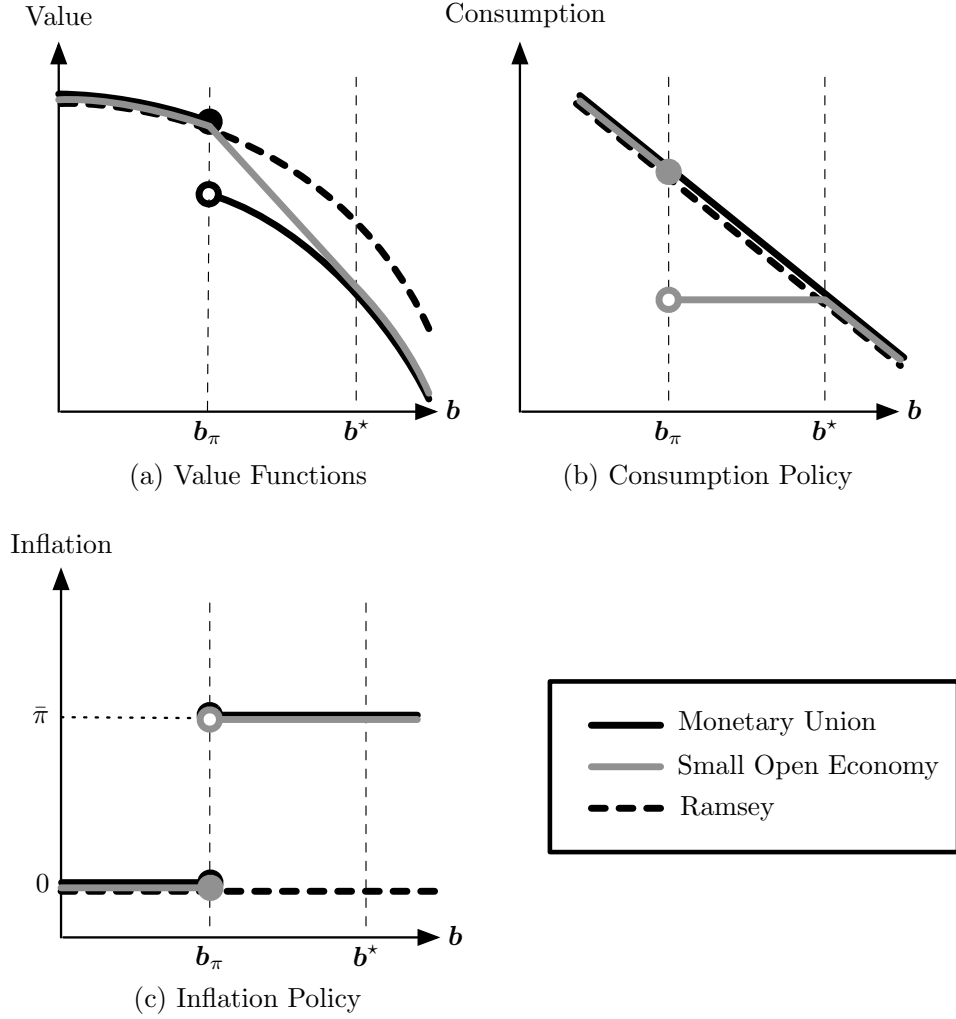 Value
b
b_π
b⋆
(a) Value Functions
Consumption
b
b_π
b⋆
(b) Consumption Policy
Inflation
π̄
0
b
b_π
b⋆
(c) Inflation Policy
Monetary Union
Small Open Economy
Ramsey